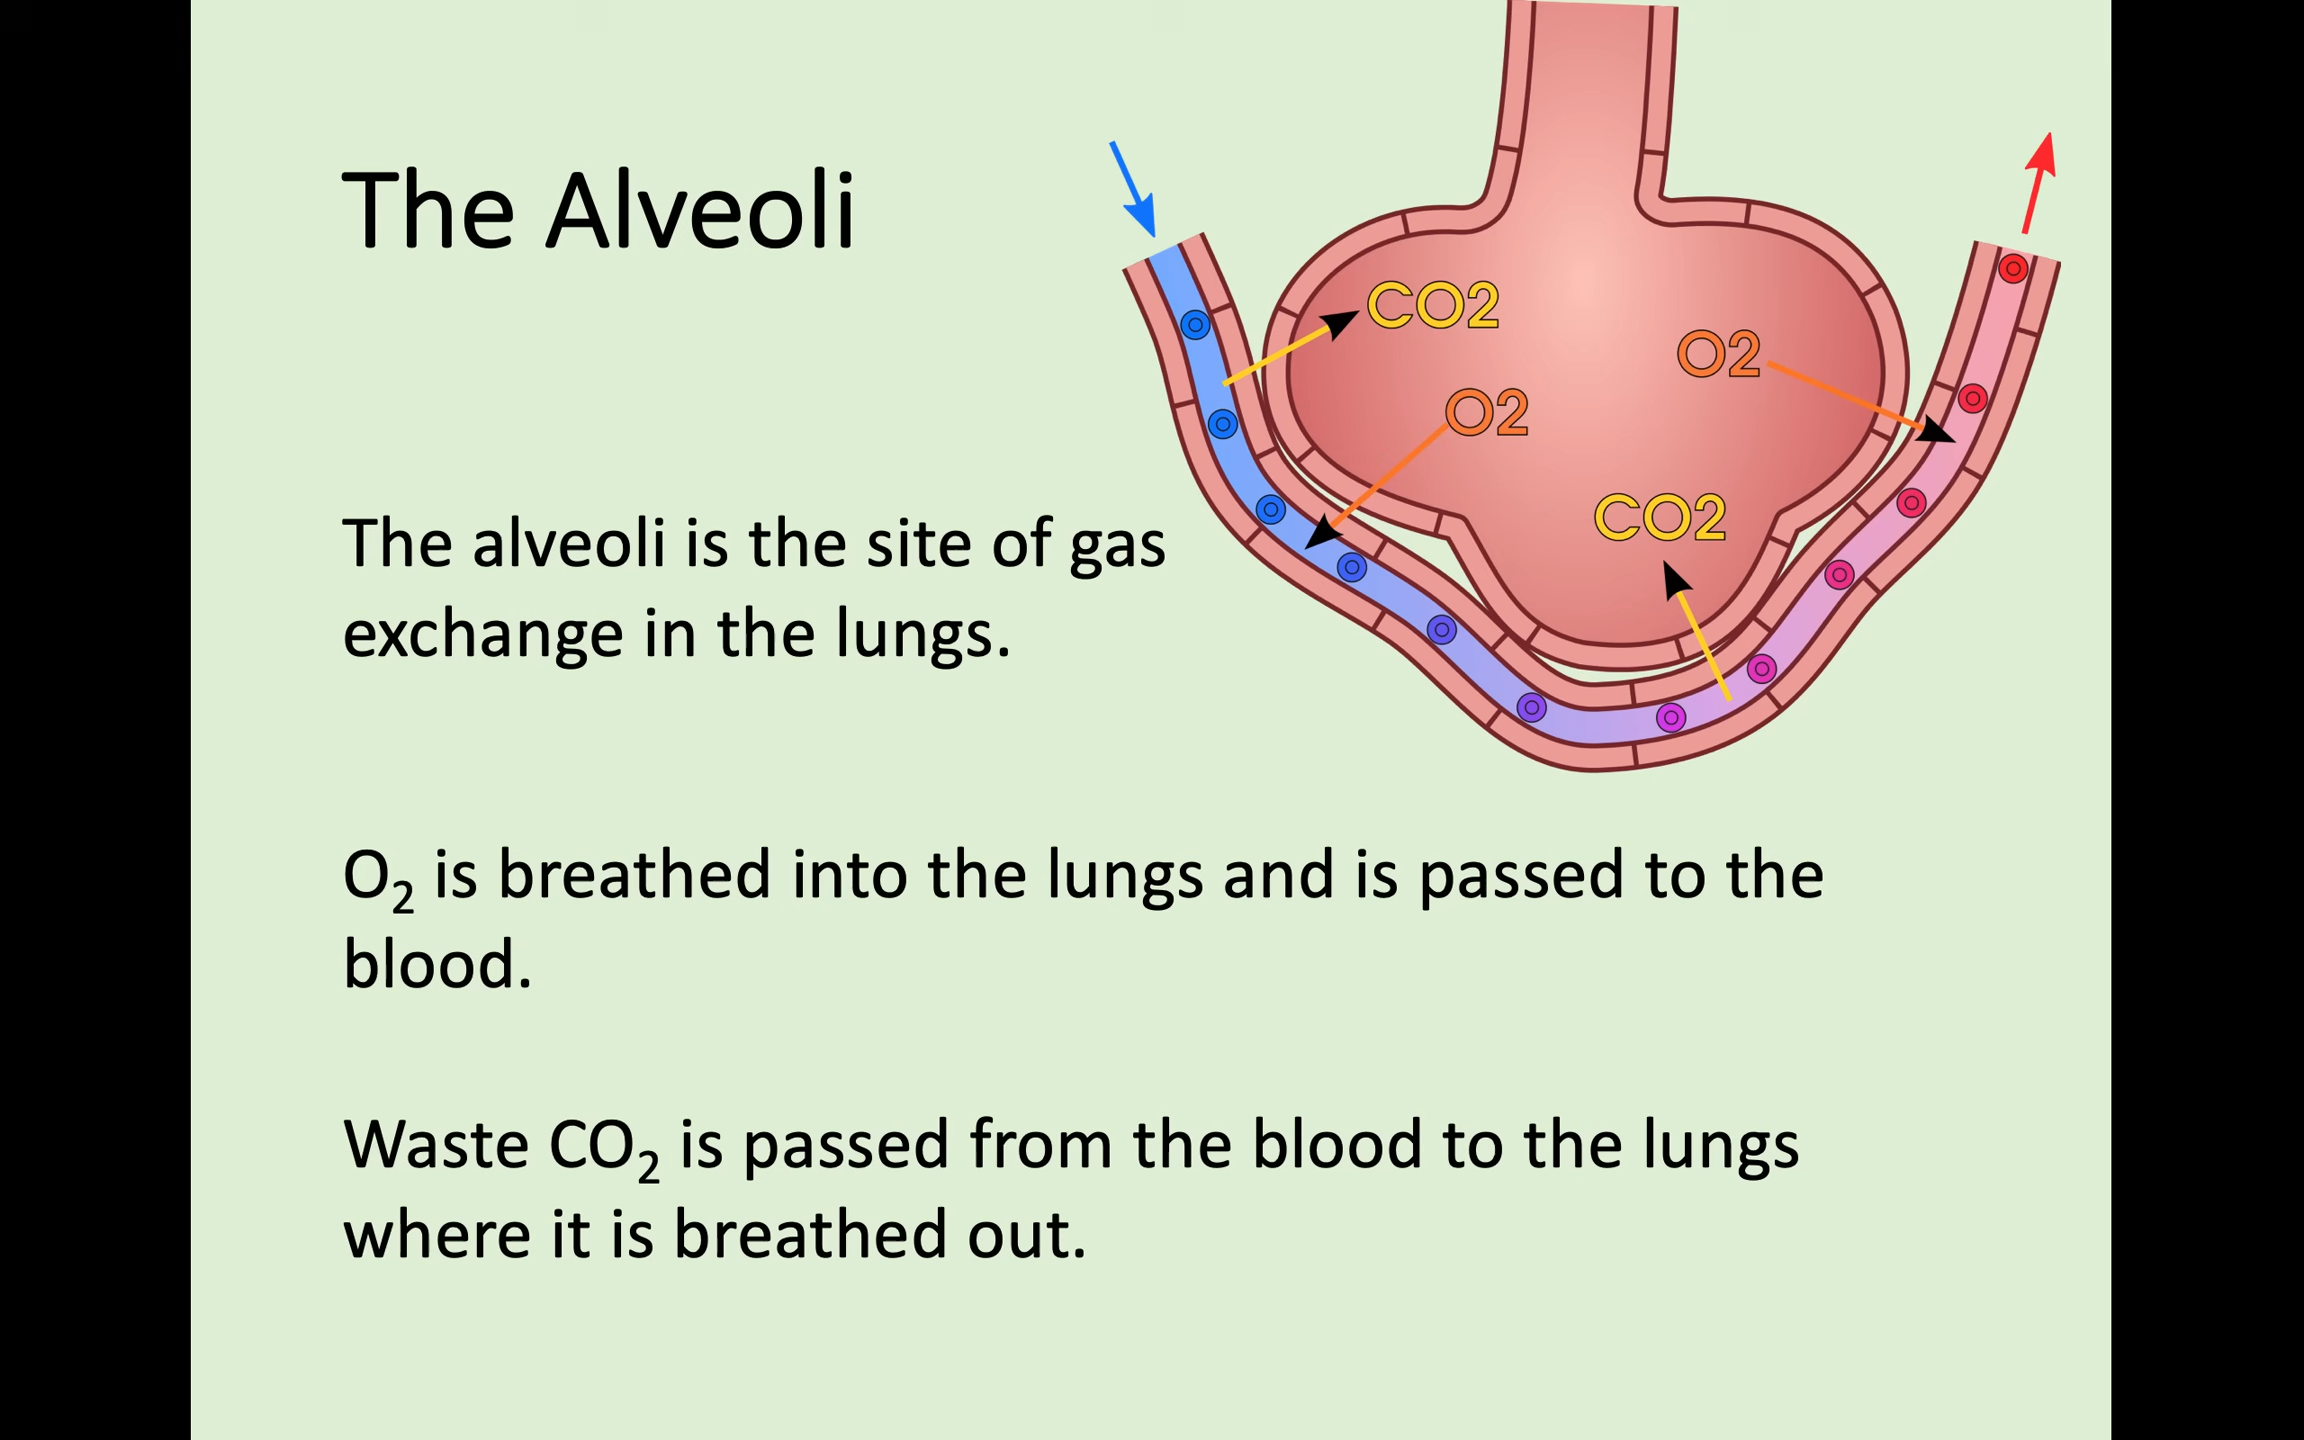 The Alveoli
CO2
O2
O2
CO2
The alveoli is the site of gas
exchange in the lungs.
O₂ is breathed into the lungs and is passed to the
blood.
Waste CO₂ is passed from the blood to the lungs
where it is breathed out.